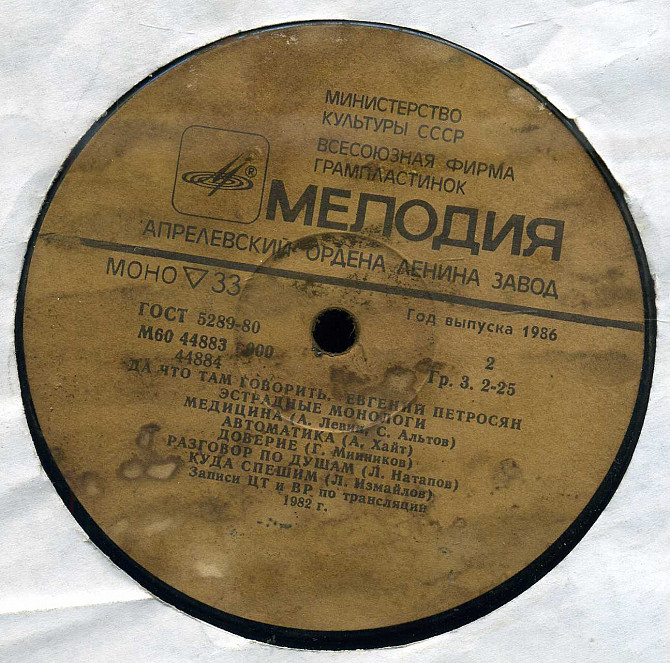 МИНИСТЕРСТВО
КУЛЬТУРЫ СССР
ВСЕСОЮЗНАЯ ФИРМА
ГРАМПЛАСТИНОК
®
МЕЛОДИЯ
АПРЕЛЕВСКИЙ ОРДЕНА ЛЕНИНА ЗАВОД
МОНО ▽ 33
ГОСТ 5289-80
Год выпуска 1986
М60 44883 000
2
44884
Гр. 3. 2-25
ДА ЧТО ТАМ ГОВОРИТЬ. ЕВГЕНИЙ ПЕТРОСЯН
ЭСТРАДНЫЕ МОНОЛОГИ
МЕДИЦИНА (А. Левин, С. Альтов)
АВТОМАТИКА (А. Хайт)
ДОВЕРИЕ (Г. Минников)
РАЗГОВОР ПО ДУШАМ (Л. Натапов)
КУДА СПЕШИМ (Л. Измайлов)
Записи ЦТ и ВР по трансляции
1982 г.